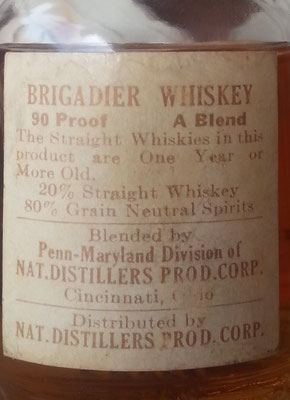 BRIGADIER WHISKEY
90 Proof A Blend
The Straight Whiskies in this
product are One Year or
More Old.
20% Straight Whiskey
80% Grain Neutral Spirits
Blended by
Penn-Maryland Division of
NAT. DISTILLERS PROD. CORP.
Cincinnati,
Distributed by
NAT. DISTILLERS PROD. CORP.